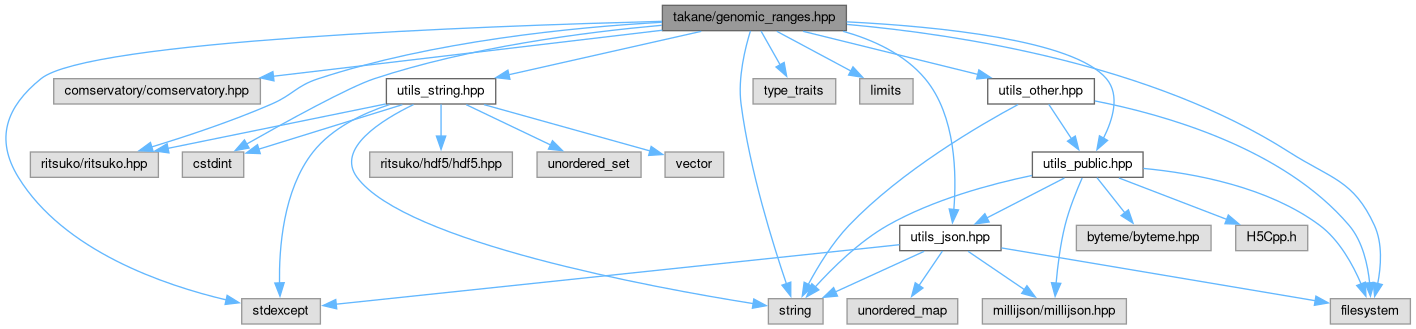 takane/genomic_ranges.hpp
comservatory/comservatory.hpp
utils_string.hpp
type_traits
limits
utils_other.hpp
ritsuko/ritsuko.hpp
cstdint
ritsuko/hdf5/hdf5.hpp
unordered_set
vector
utils_public.hpp
utils_json.hpp
byteme/byteme.hpp
H5Cpp.h
stdexcept
string
unordered_map
millijson/millijson.hpp
filesystem